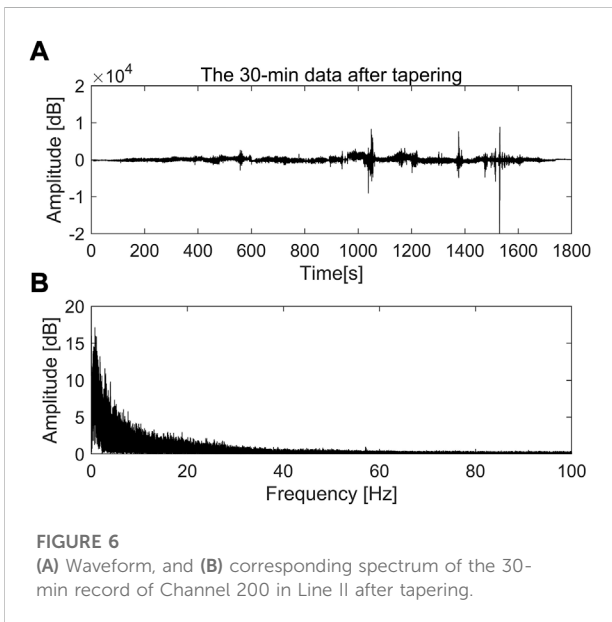 A
×10⁴
The 30-min data after tapering
2
1
0
-1
-2
Amplitude [dB]
0 200 400 600 800 1000 1200 1400 1600 1800
Time[s]
B
20
15
10
5
0
Amplitude [dB]
0 20 40 60 80 100
Frequency [Hz]
FIGURE 6
(A) Waveform, and (B) corresponding spectrum of the 30-
min record of Channel 200 in Line II after tapering.